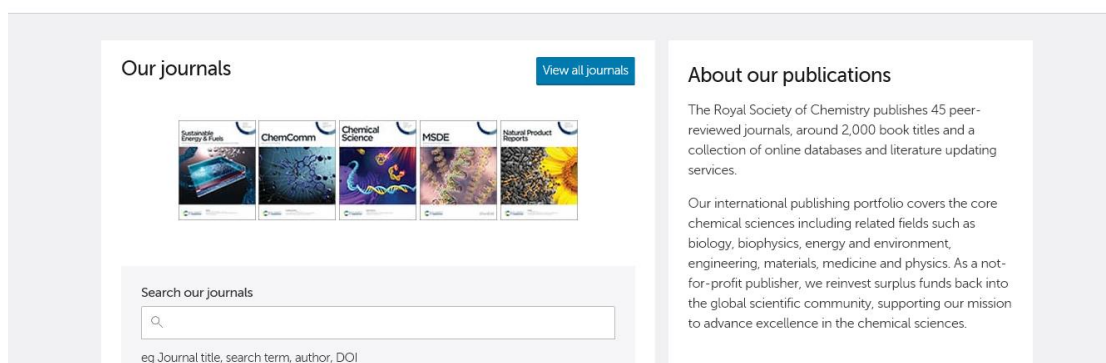 Our journals
View all journals
Sustainable
Energy & Fuels
ChemComm
Chemical
Science
MSDE
Natural Product
Reports
Search our journals
eg Journal title, search term, author, DOI
About our publications
The Royal Society of Chemistry publishes 45 peer-
reviewed journals, around 2,000 book titles and a
collection of online databases and literature updating
services.
Our international publishing portfolio covers the core
chemical sciences including related fields such as
biology, biophysics, energy and environment,
engineering, materials, medicine and physics. As a not-
for-profit publisher, we reinvest surplus funds back into
the global scientific community, supporting our mission
to advance excellence in the chemical sciences.